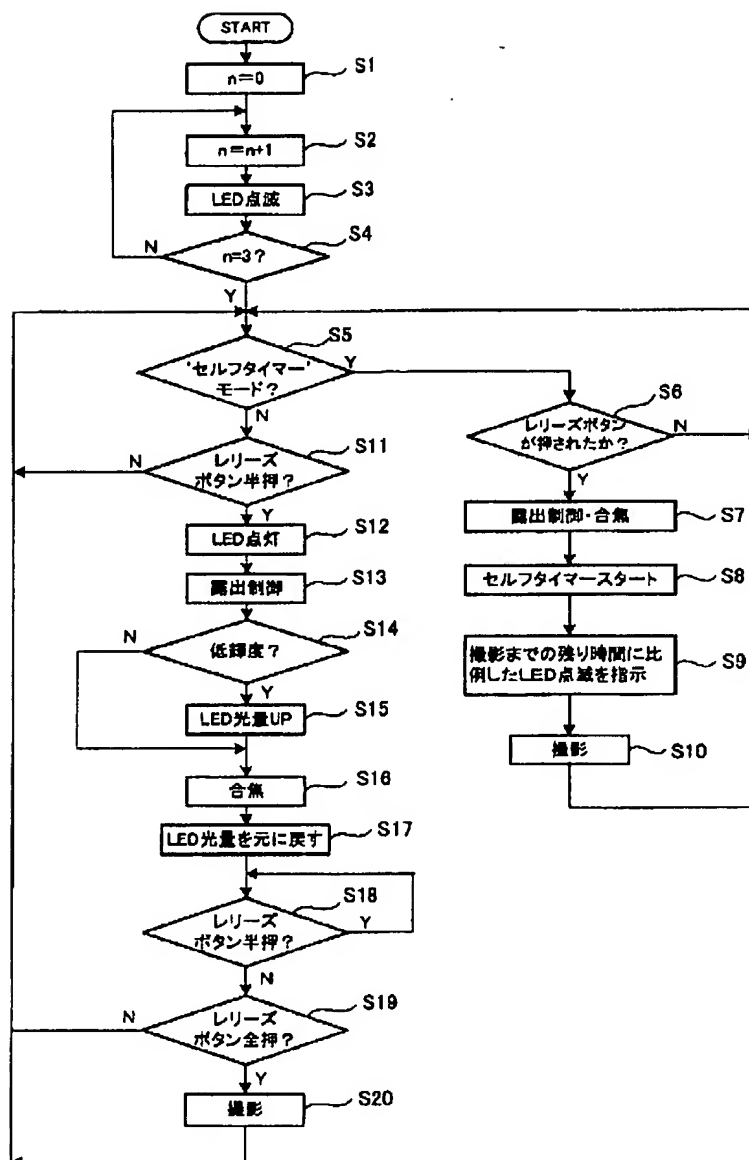 START
n=0
S1
n=n+1
S2
LED点滅
S3
n=3?
S4
N
Y
'セルフタイマー'
モード?
S5
Y
N
レリーズボタン
が押されたか?
S6
N
Y
露出制御・合焦
S7
セルフタイマースタート
S8
撮影までの残り時間に比
例したLED点滅を指示
S9
撮影
S10
レリーズ
ボタン半押?
S11
N
Y
LED点灯
S12
露出制御
S13
低輝度?
S14
N
Y
LED光量UP
S15
合焦
S16
LED光量を元に戻す
S17
レリーズ
ボタン半押?
S18
Y
N
レリーズ
ボタン全押?
S19
N
Y
撮影
S20